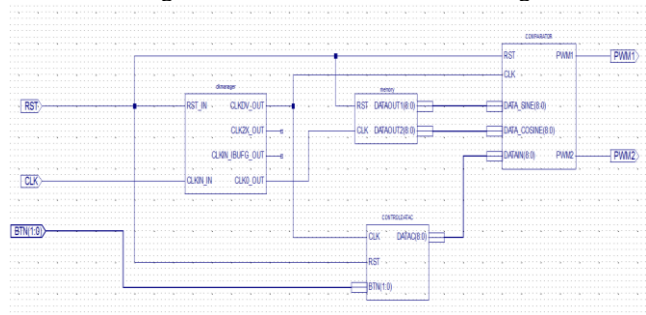 COMPARATOR
RST
PWM1
PWM1
CLK
dlmanager
memory
RST
RST_IN
CLKDV_OUT
RST
DATAOUT1(8:0)
DATA_SINE(8:0)
CLK2X_OUT
CLK
DATAOUT2(8:0)
DATA_COSINE(8:0)
CLKIN_IBUFG_OUT
DATAIN(8:0)
PWM2
PWM2
CLK
CLKIN_IN
CLK0_OUT
CONTROLDATAC
BTN(1:0)
CLK
DATAC(8:0)
RST
BTN(1:0)